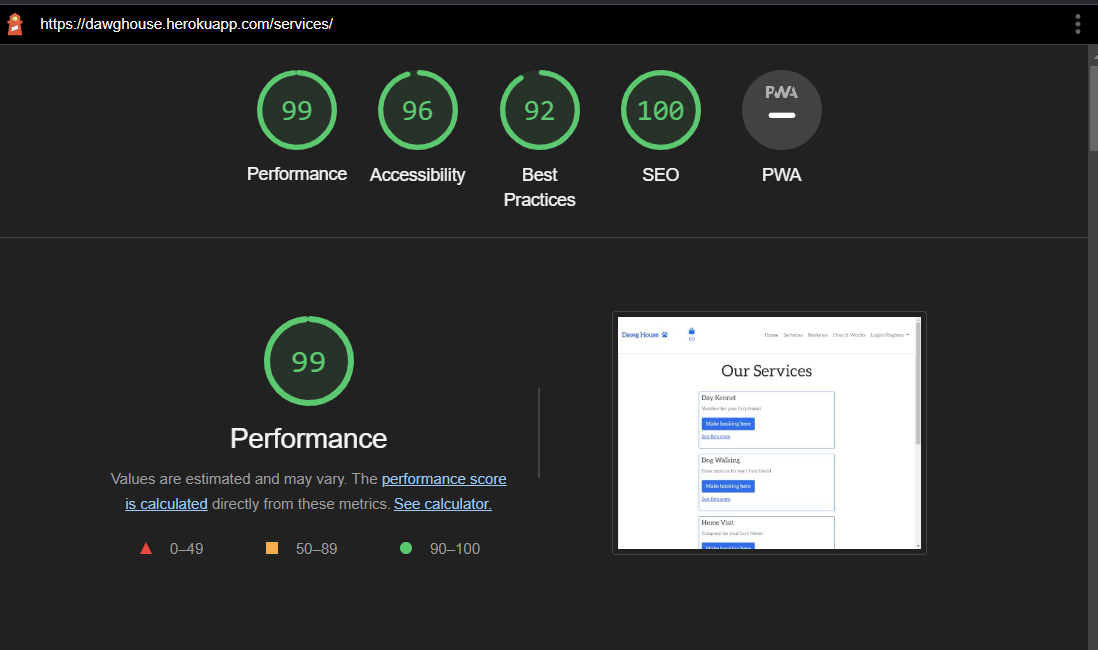 https://dawghouse.herokuapp.com/services/
99
96
92
100
PWA
Performance
Accessibility
Best
Practices
SEO
PWA
99
Performance
Values are estimated and may vary. The performance score
is calculated directly from these metrics. See calculator.
0–49
50–89
90–100
Dawg House
Home Services Reviews How It Works Login/Register
Our Services
Day Kennel
Vacation for your fury friend
Make booking here
See Reviews
Dog Walking
Great exercise for your fury friend
Make booking here
See Reviews
Home Visit
Company for your fury friend
Make booking here